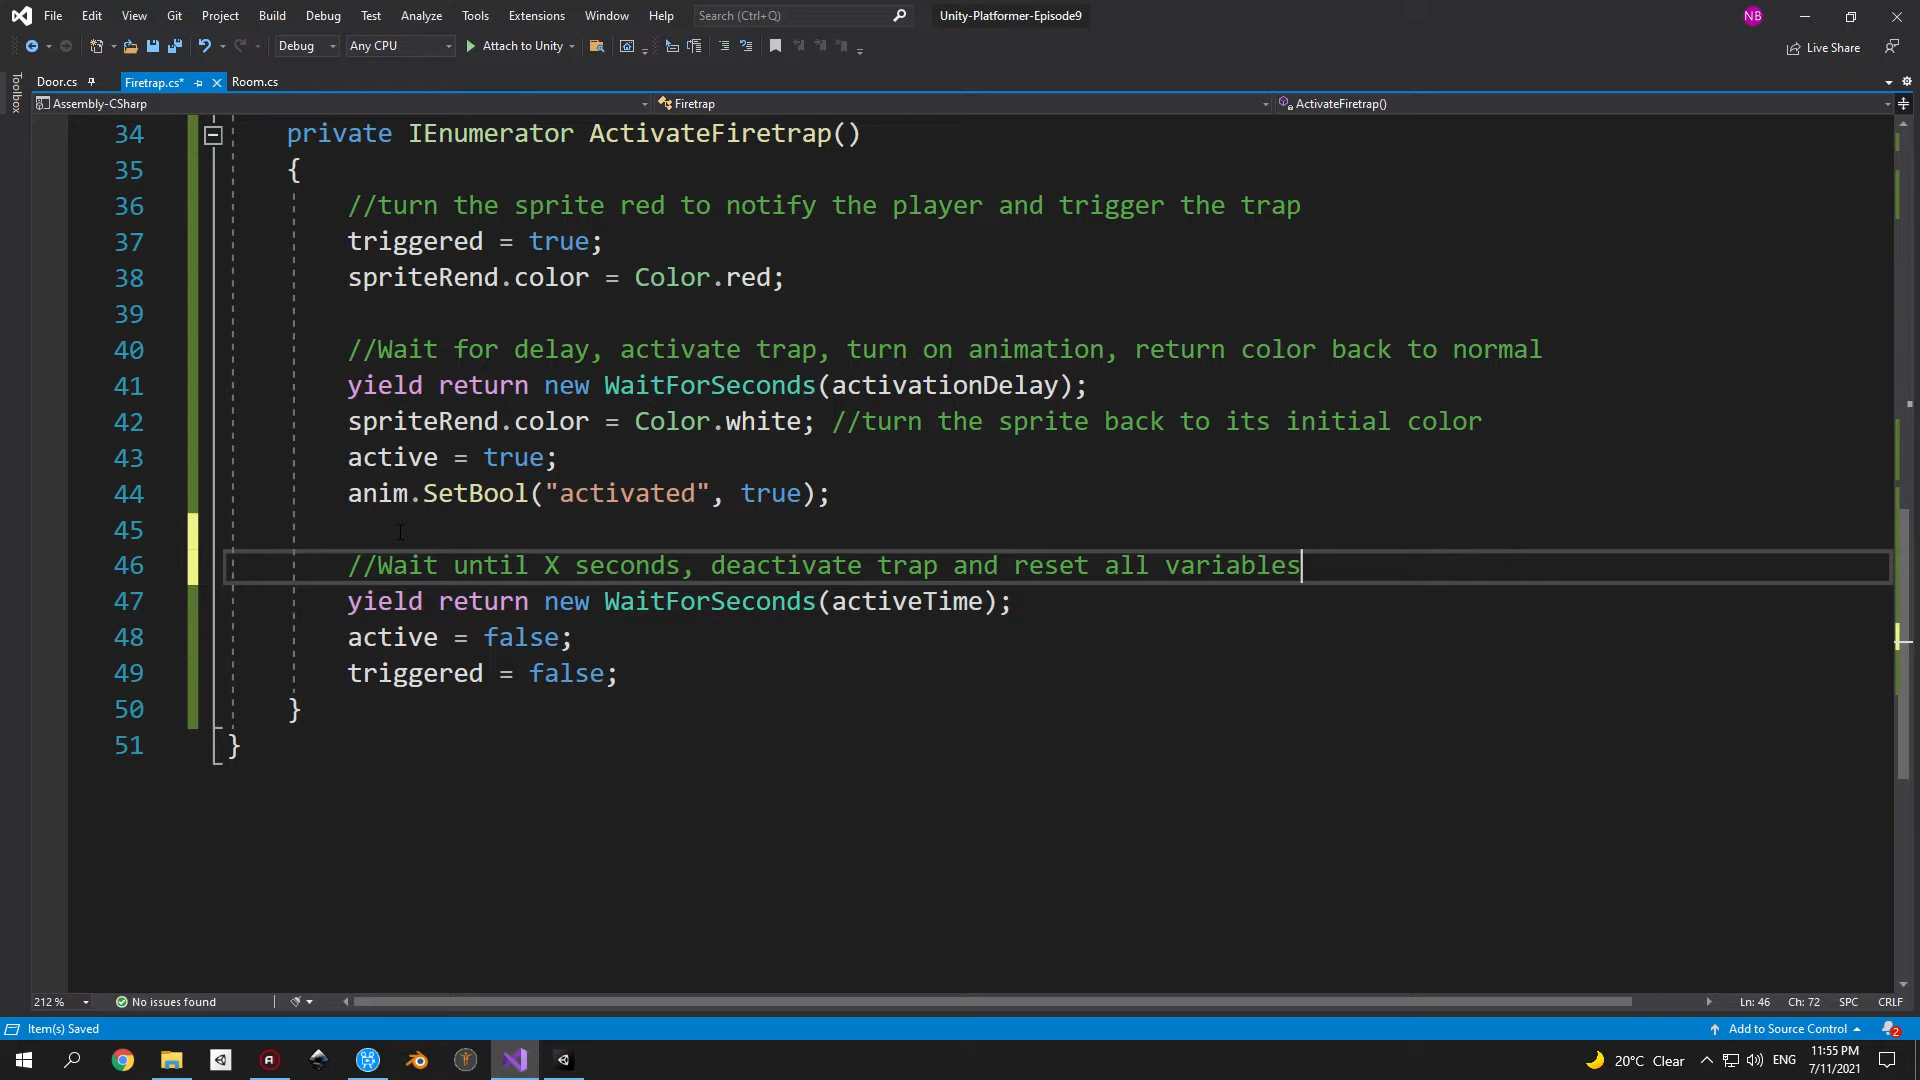 File Edit View Git Project Build Debug Test Analyze Tools Extensions Window Help Search (Ctrl+Q) Unity-Platformer-Episode9 NB
Debug Any CPU Attach to Unity Live Share
Toolbox
Door.cs Firetrap.cs* Room.cs
Assembly-CSharp Firetrap ActivateFiretrap()
34 private IEnumerator ActivateFiretrap()
35 {
36 //turn the sprite red to notify the player and trigger the trap
37 triggered = true;
38 spriteRend.color = Color.red;
39
40 //Wait for delay, activate trap, turn on animation, return color back to normal
41 yield return new WaitForSeconds(activationDelay);
42 spriteRend.color = Color.white; //turn the sprite back to its initial color
43 active = true;
44 anim.SetBool("activated", true);
45
46 //Wait until X seconds, deactivate trap and reset all variables
47 yield return new WaitForSeconds(activeTime);
48 active = false;
49 triggered = false;
50 }
51 }
212 % No issues found Ln: 46 Ch: 72 SPC CRLF
Item(s) Saved Add to Source Control 2
20°C Clear ENG 11:55 PM
7/11/2021